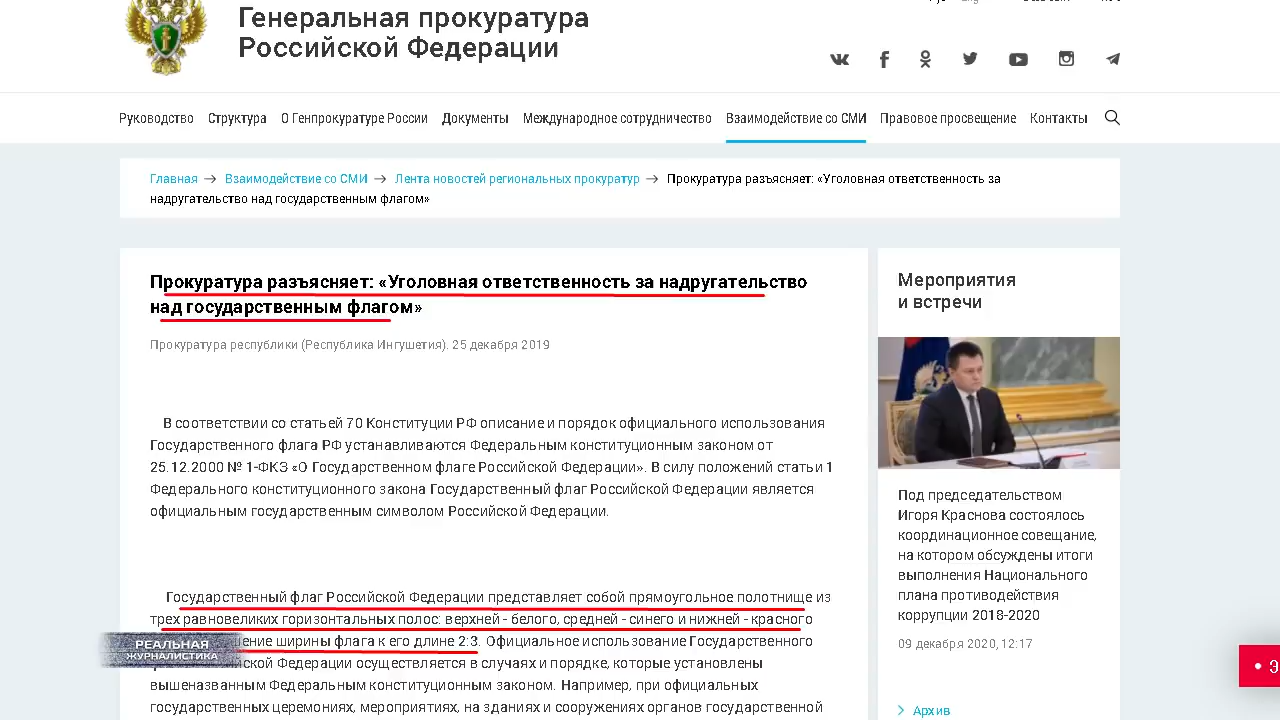 Генеральная прокуратура
Российской Федерации
Руководство Структура О Генпрокуратуре России Документы Международное сотрудничество Взаимодействие со СМИ Правовое просвещение Контакты
Главная → Взаимодействие со СМИ → Лента новостей региональных прокуратур → Прокуратура разъясняет: «Уголовная ответственность за
надругательство над государственным флагом»
Прокуратура разъясняет: «Уголовная ответственность за надругательство
над государственным флагом»
Прокуратура республики (Республика Ингушетия). 25 декабря 2019
В соответствии со статьей 70 Конституции РФ описание и порядок официального использования
Государственного флага РФ устанавливаются Федеральным конституционным законом от
25.12.2000 № 1-ФКЗ «О Государственном флаге Российской Федерации». В силу положений статьи 1
Федерального конституционного закона Государственный флаг Российской Федерации является
официальным государственным символом Российской Федерации.
Государственный флаг Российской Федерации представляет собой прямоугольное полотнище из
трех равновеликих горизонтальных полос: верхней - белого, средней - синего и нижней - красного
ширины флага к его длине 2:3. Официальное использование Государственного
Федерации осуществляется в случаях и порядке, которые установлены
вышеназванным Федеральным конституционным законом. Например, при официальных
государственных церемониях, мероприятиях, на зданиях и сооружениях органов государственной
РЕАЛЬНАЯ
ЖУРНАЛИСТИКА
Мероприятия
и встречи
Под председательством
Игоря Краснова состоялось
координационное совещание,
на котором обсуждены итоги
выполнения Национального
плана противодействия
коррупции 2018-2020
09 декабря 2020, 12:17
Архив